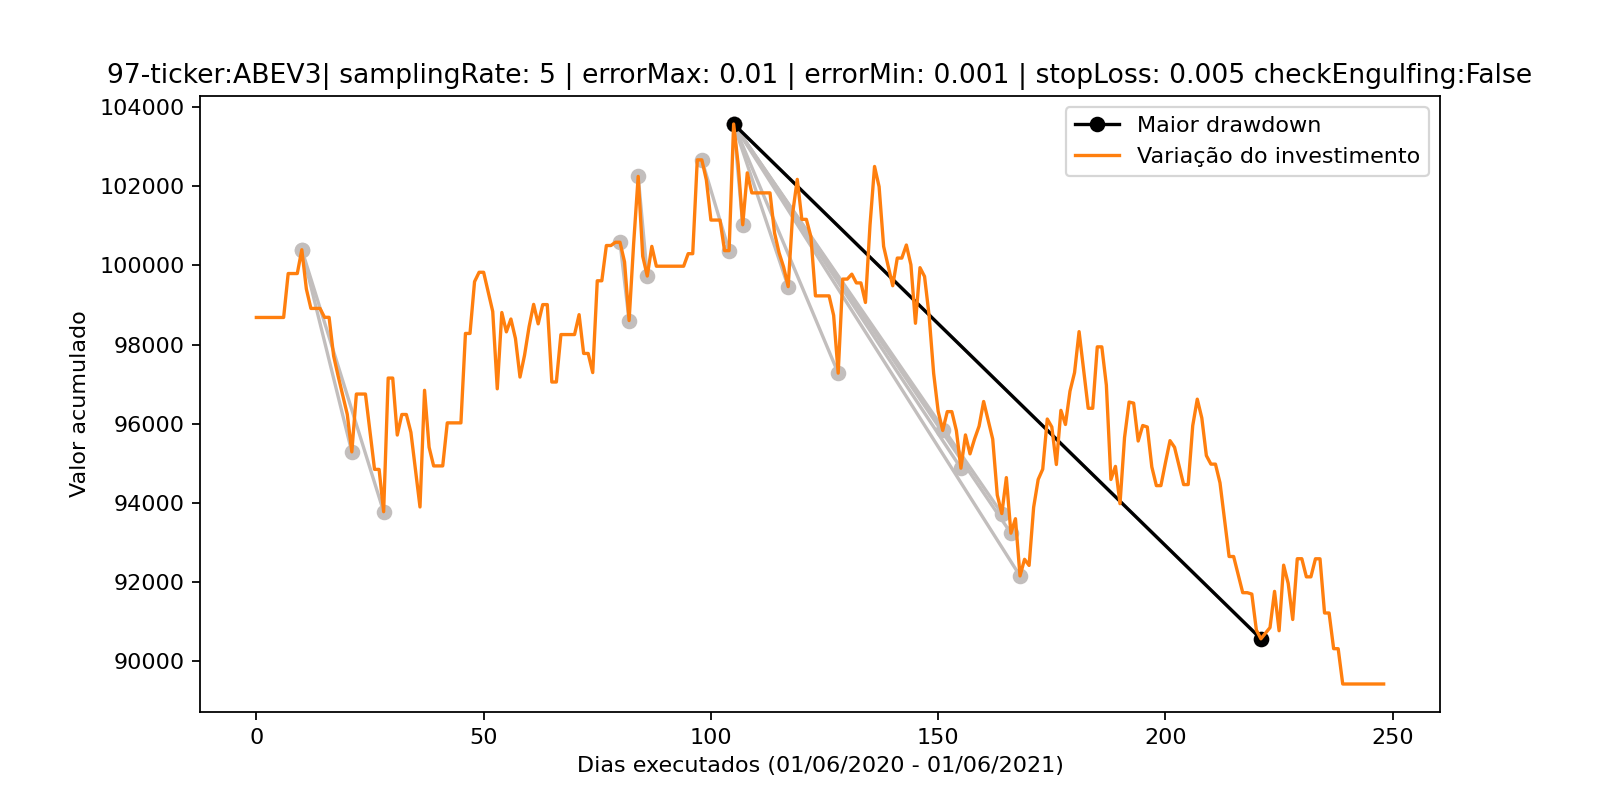 97-ticker:ABEV3| samplingRate: 5 | errorMax: 0.01 | errorMin: 0.001 | stopLoss: 0.005 checkEngulfing:False
104000
102000
100000
98000
96000
94000
92000
90000
Valor acumulado
Maior drawdown
Variação do investimento
0 50 100 150 200 250
Dias executados (01/06/2020 - 01/06/2021)